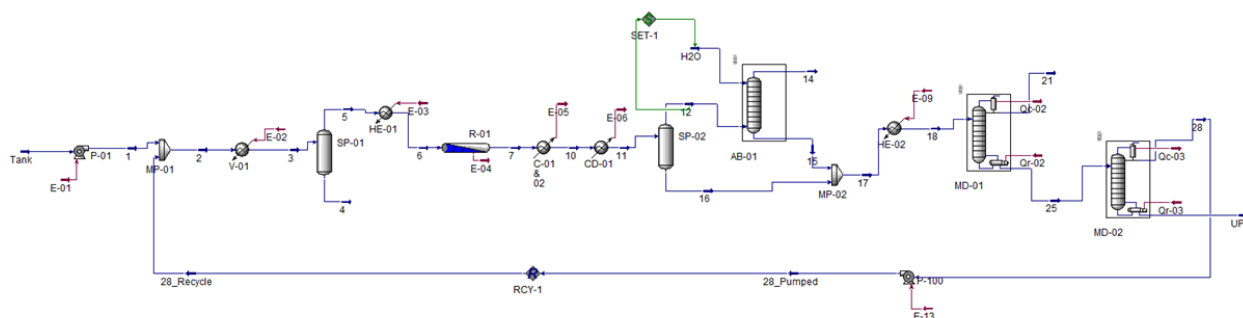 SET-1
H2O
14
21
28
E-09
Qc-02
Qc-03
E-05
E-06
12
5
E-03
AB-01
SP-02
HE-02
18
E-02
HE-01
R-01
Tank
P-01
1
2
3
SP-01
6
7
10
11
15
MP-01
V-01
E-04
C-01
& 02
CD-01
17
MD-01
Qr-02
E-01
4
16
MP-02
25
Qr-03
MD-02
UP
28_Recycle
RCY-1
28_Pumped
P-100
E-13